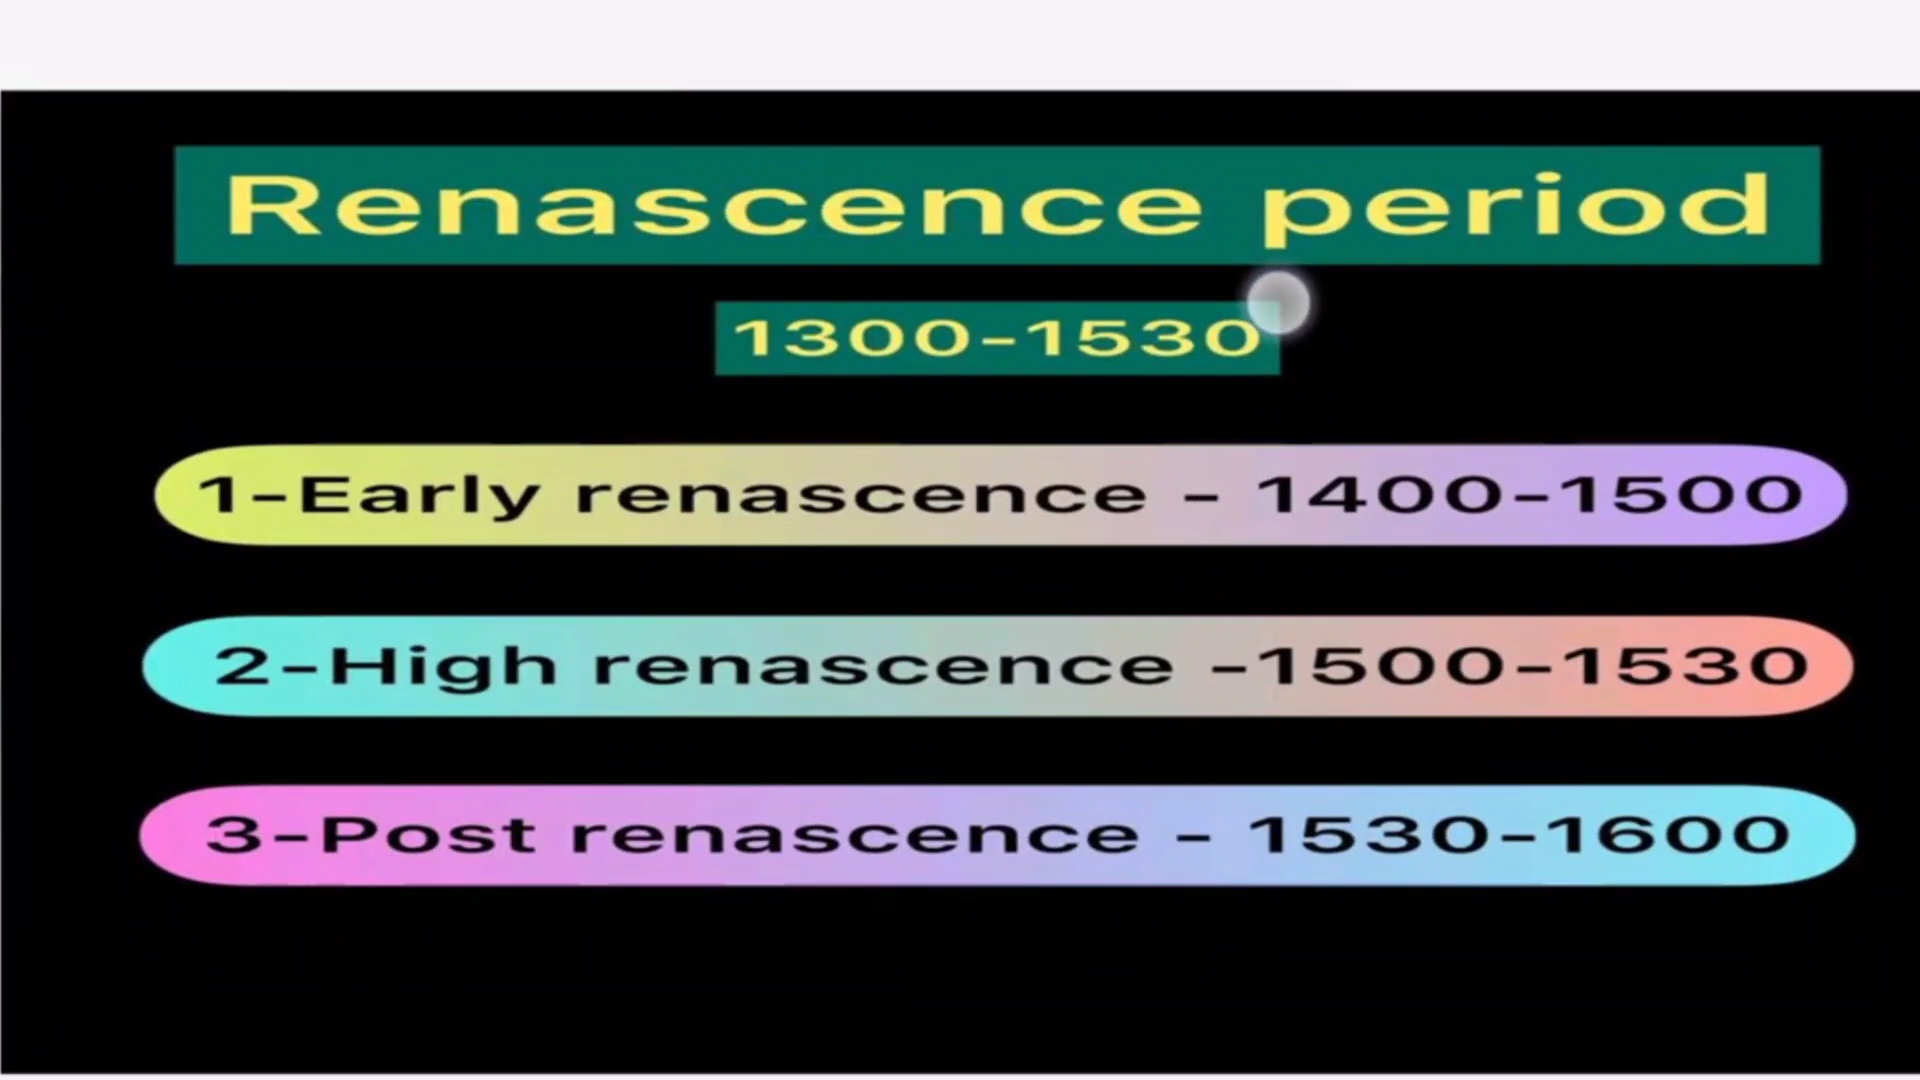 Renascence period
1300-1530
1-Early renascence - 1400-1500
2-High renascence -1500-1530
3-Post renascence - 1530-1600